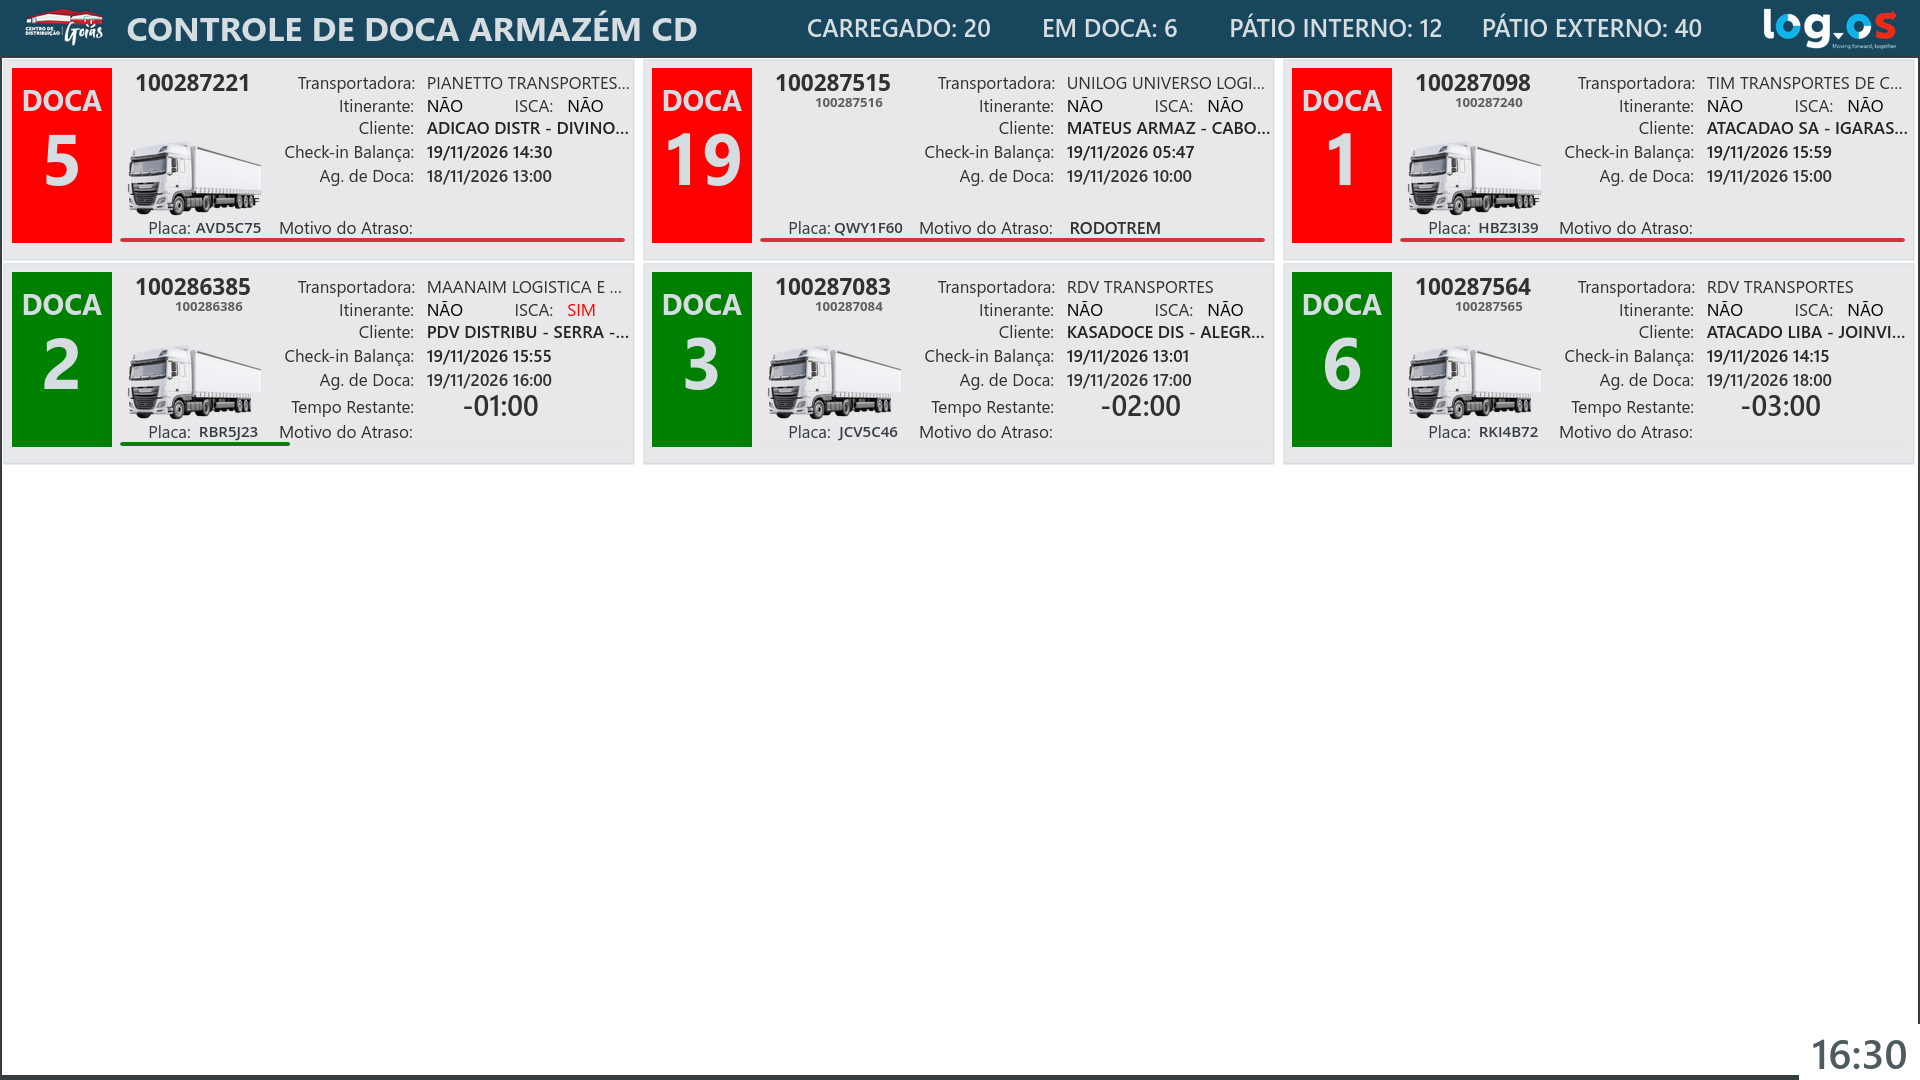 CENTRO DE DISTRIBUIÇÃO Goiás
CONTROLE DE DOCA ARMAZÉM CD
CARREGADO: 20
EM DOCA: 6
PÁTIO INTERNO: 12
PÁTIO EXTERNO: 40
log.os
Moving forward, together
DOCA
5
100287221
Transportadora: PIANETTO TRANSPORTES...
Itinerante: NÃO ISCA: NÃO
Cliente: ADICAO DISTR - DIVINO...
Check-in Balança: 19/11/2026 14:30
Ag. de Doca: 18/11/2026 13:00
Placa: AVD5C75 Motivo do Atraso:
DOCA
19
100287515
100287516
Transportadora: UNILOG UNIVERSO LOGI...
Itinerante: NÃO ISCA: NÃO
Cliente: MATEUS ARMAZ - CABO...
Check-in Balança: 19/11/2026 05:47
Ag. de Doca: 19/11/2026 10:00
Placa: QWY1F60 Motivo do Atraso: RODOTREM
DOCA
1
100287098
100287240
Transportadora: TIM TRANSPORTES DE C...
Itinerante: NÃO ISCA: NÃO
Cliente: ATACADAO SA - IGARAS...
Check-in Balança: 19/11/2026 15:59
Ag. de Doca: 19/11/2026 15:00
Placa: HBZ3I39 Motivo do Atraso:
DOCA
2
100286385
100286386
Transportadora: MAANAIM LOGISTICA E ...
Itinerante: NÃO ISCA: SIM
Cliente: PDV DISTRIBU - SERRA -...
Check-in Balança: 19/11/2026 15:55
Ag. de Doca: 19/11/2026 16:00
Tempo Restante: -01:00
Placa: RBR5J23 Motivo do Atraso:
DOCA
3
100287083
100287084
Transportadora: RDV TRANSPORTES
Itinerante: NÃO ISCA: NÃO
Cliente: KASADOCE DIS - ALEGR...
Check-in Balança: 19/11/2026 13:01
Ag. de Doca: 19/11/2026 17:00
Tempo Restante: -02:00
Placa: JCV5C46 Motivo do Atraso:
DOCA
6
100287564
100287565
Transportadora: RDV TRANSPORTES
Itinerante: NÃO ISCA: NÃO
Cliente: ATACADO LIBA - JOINVI...
Check-in Balança: 19/11/2026 14:15
Ag. de Doca: 19/11/2026 18:00
Tempo Restante: -03:00
Placa: RKI4B72 Motivo do Atraso:
16:30